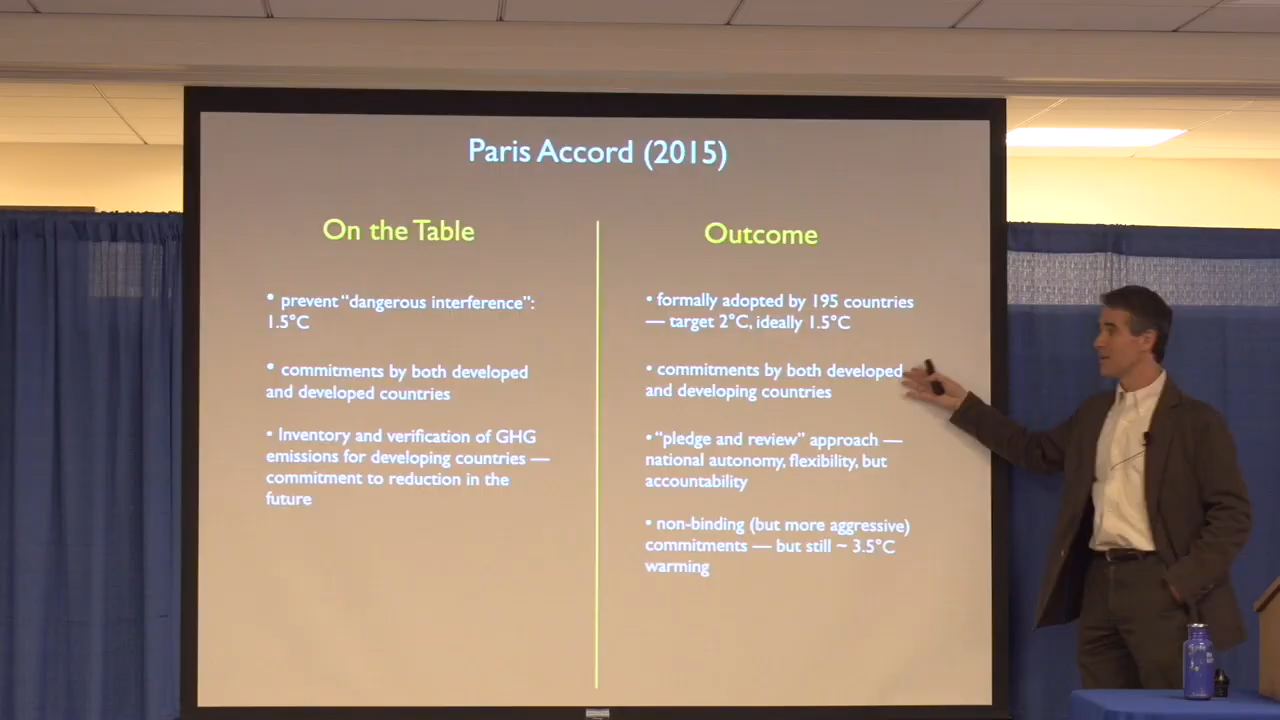 Paris Accord (2015)
On the Table
• prevent “dangerous interference”:
1.5°C
• commitments by both developed
and developed countries
• Inventory and verification of GHG
emissions for developing countries —
commitment to reduction in the
future
Outcome
• formally adopted by 195 countries
— target 2°C, ideally 1.5°C
• commitments by both developed
and developing countries
• “pledge and review” approach —
national autonomy, flexibility, but
accountability
• non-binding (but more aggressive)
commitments — but still ~ 3.5°C
warming